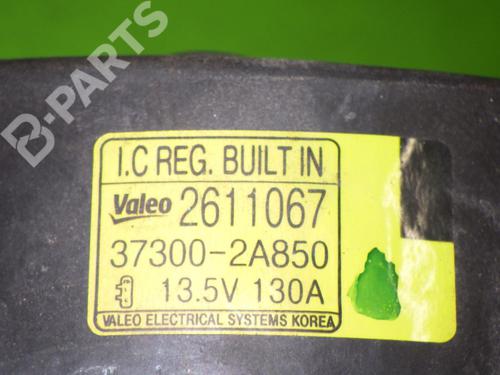 B-PARTS
I.C REG. BUILT IN
Valeo 2611067
37300-2A850
13.5V 130A
VALEO ELECTRICAL SYSTEMS KOREA